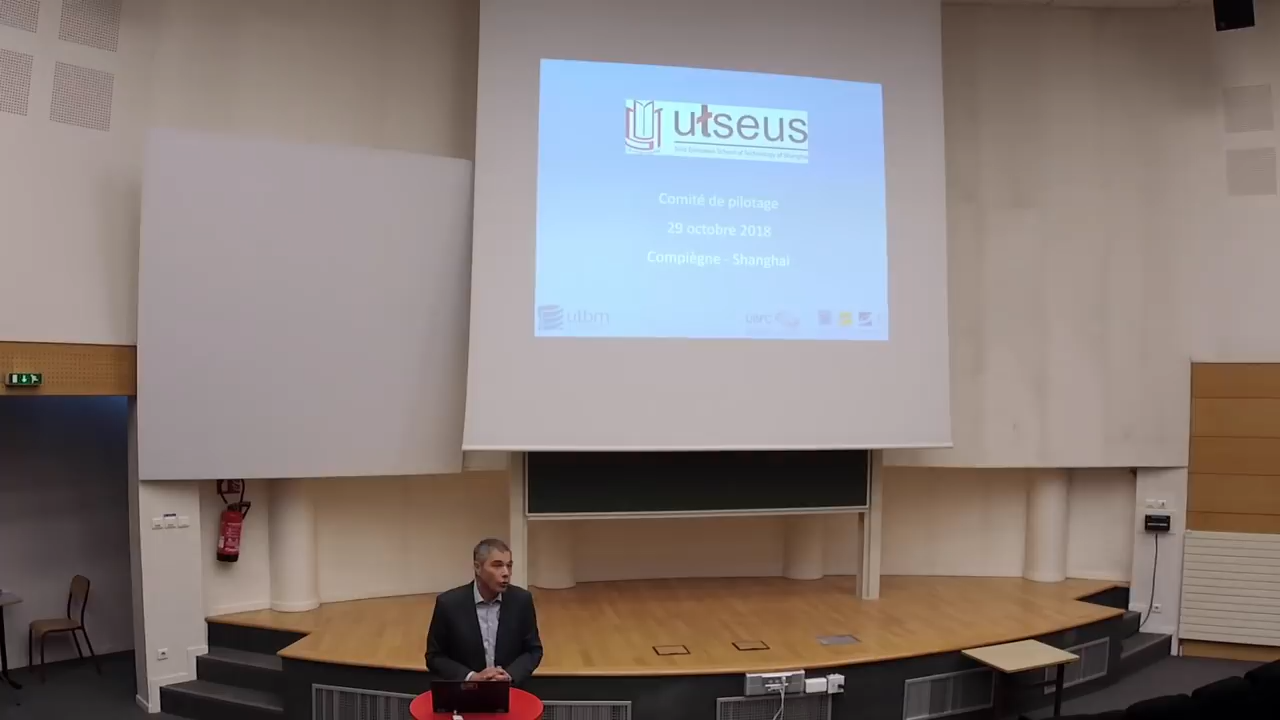 utseus
Comité de pilotage
29 octobre 2018
Compiègne - Shanghai
utbm